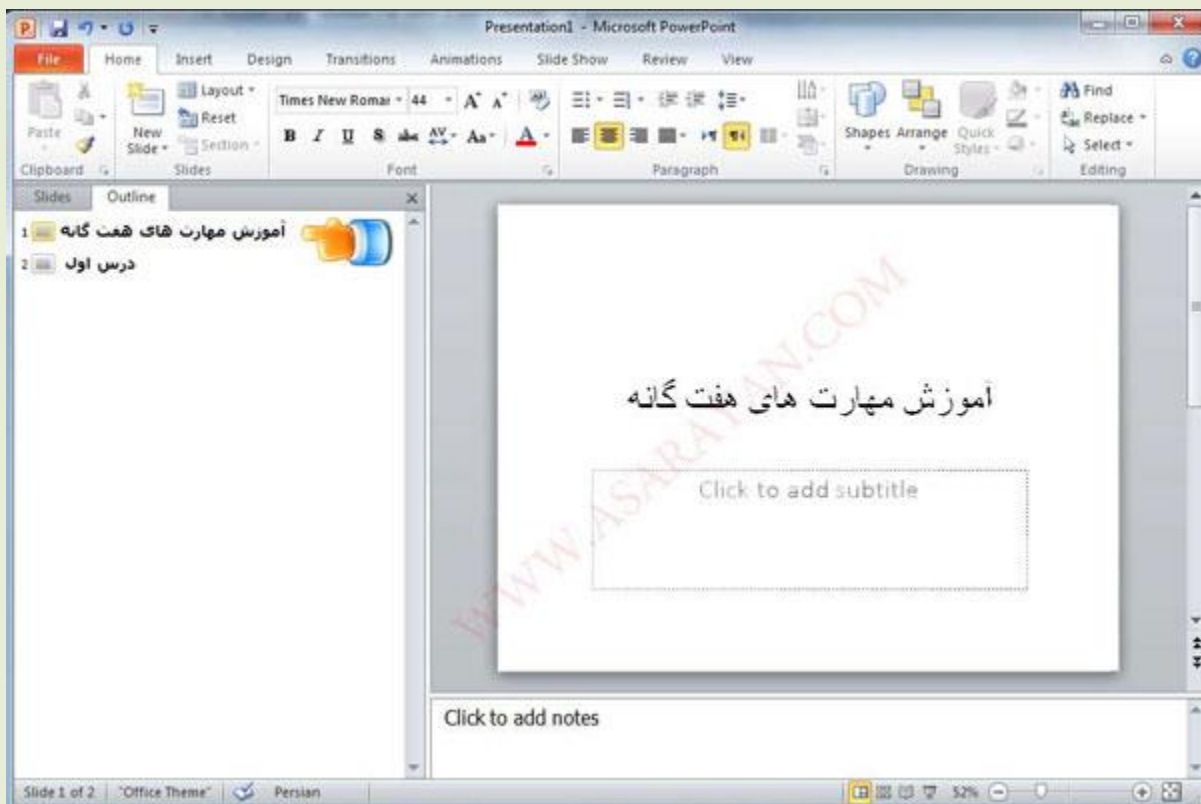 Presentation1 - Microsoft PowerPoint
File Home Insert Design Transitions Animations Slide Show Review View
Paste
Clipboard
New Slide
Layout
Reset
Section
Slides
Times New Roman 44
Font
Paragraph
Shapes Arrange Quick Styles
Drawing
Find
Replace
Select
Editing
Slides Outline
1 آموزش مهارت های هفت گانه
2 درس اول
آموزش مهارت های هفت گانه
Click to add subtitle
WWW.ASARAYAN.COM
Click to add notes
Slide 1 of 2 "Office Theme" Persian 52%